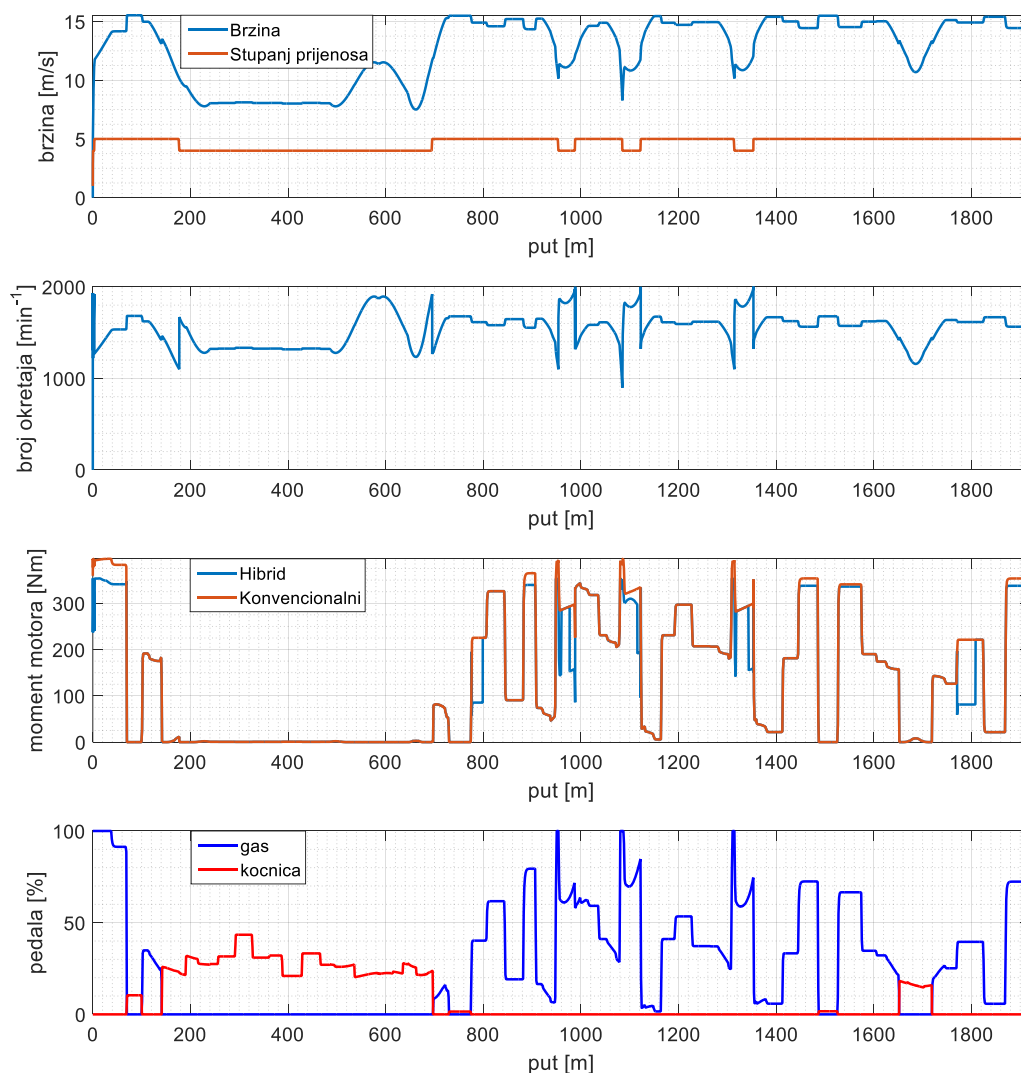 15
10
5
0
brzina [m/s]
Brzina
Stupanj prijenosa
0 200 400 600 800 1000 1200 1400 1600 1800
put [m]
2000
1000
0
broj okretaja [min-1]
0 200 400 600 800 1000 1200 1400 1600 1800
put [m]
300
200
100
0
moment motora [Nm]
Hibrid
Konvencionalni
0 200 400 600 800 1000 1200 1400 1600 1800
put [m]
100
50
0
pedala [%]
gas
kocnica
0 200 400 600 800 1000 1200 1400 1600 1800
put [m]